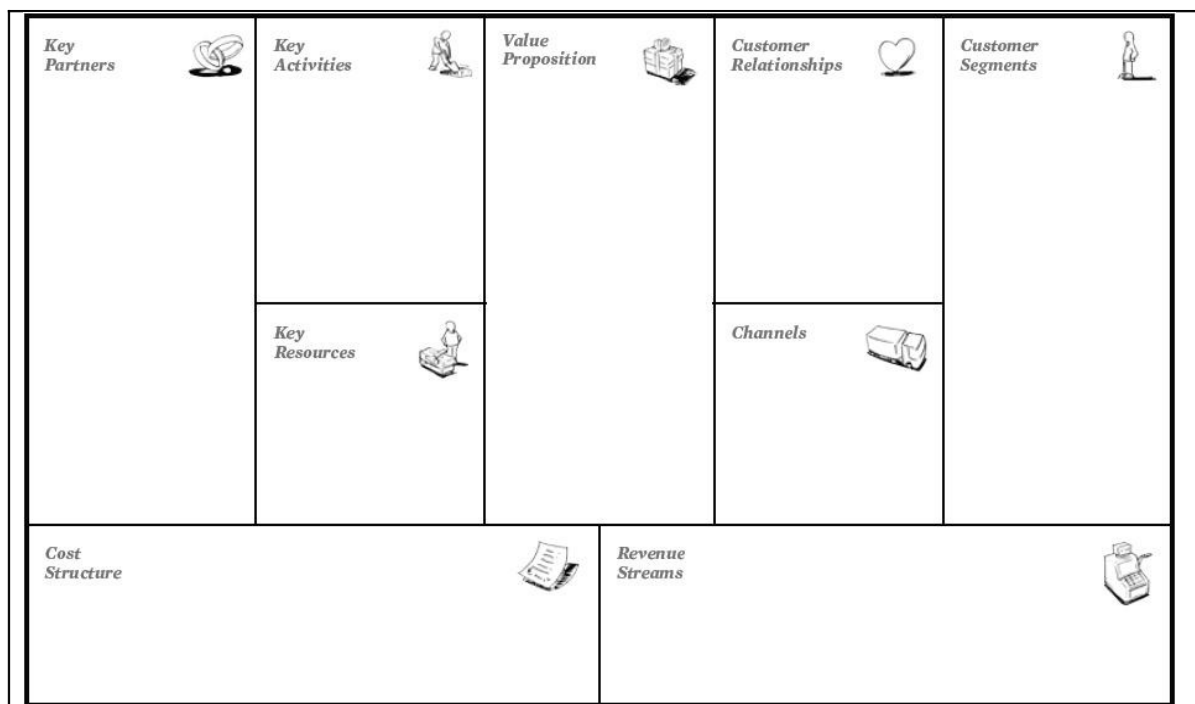 Key
Partners
Key
Activities
Value
Proposition
Customer
Relationships
Customer
Segments
Key
Resources
Channels
Cost
Structure
Revenue
Streams